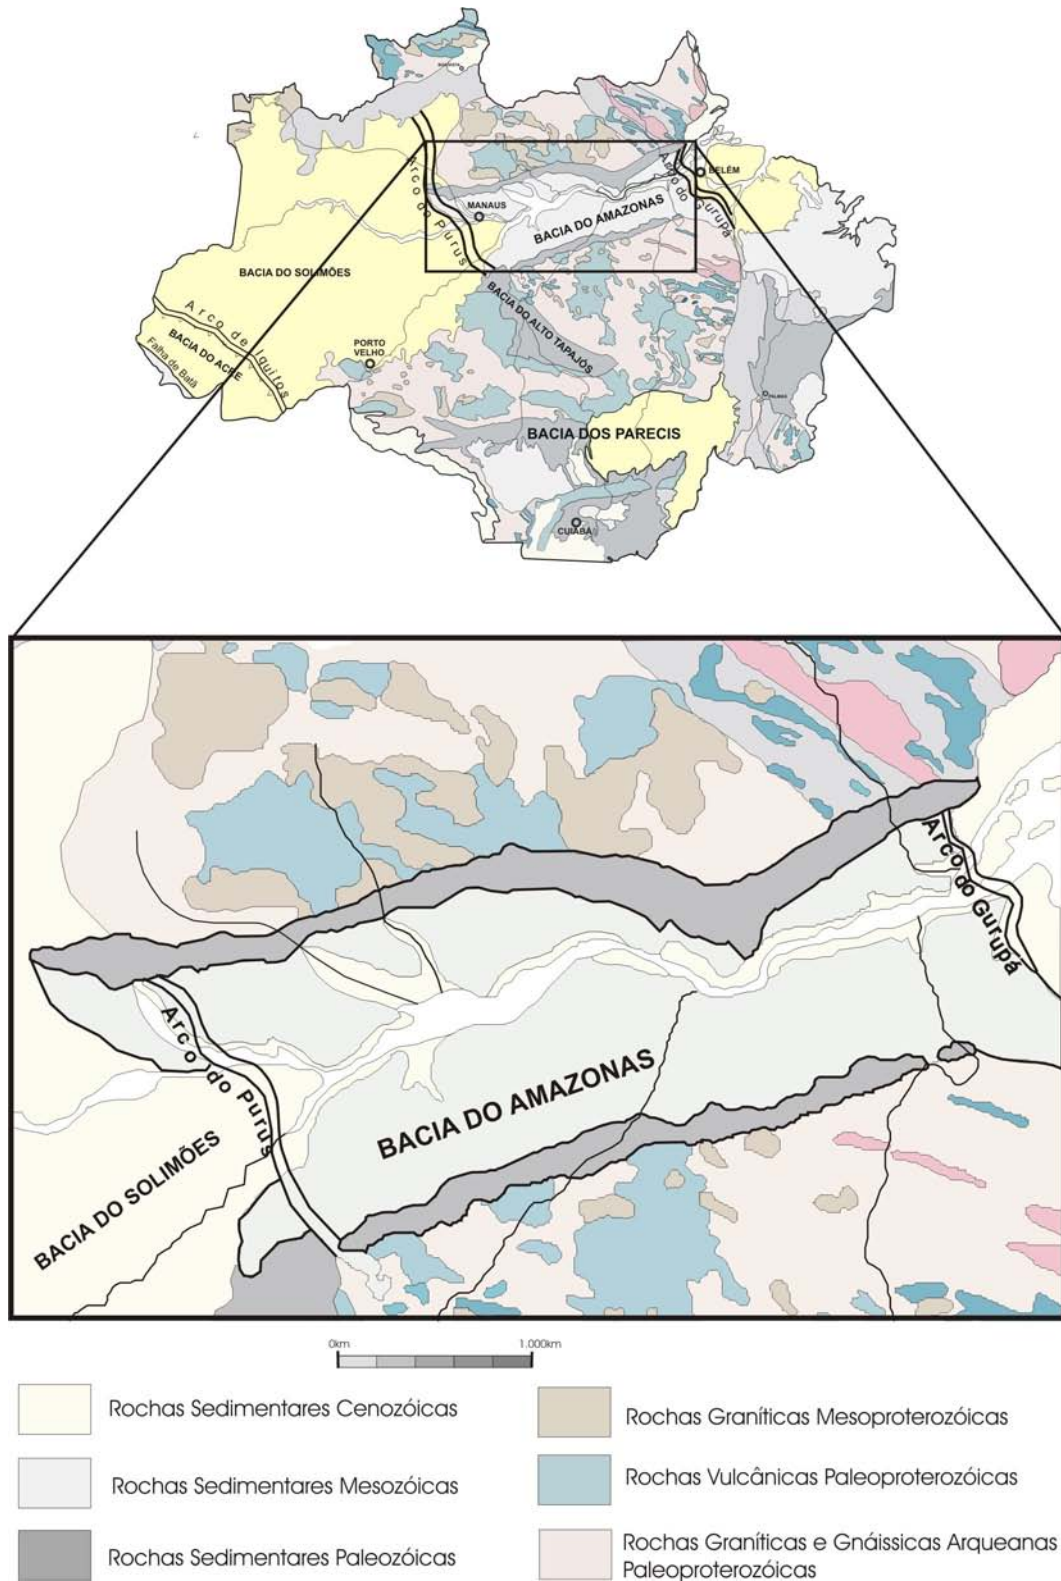 BELÉM
MANAUS
Arco do Purus
Arco do Gurupá
BACIA DO AMAZONAS
BACIA DO SOLIMÕES
BACIA DO ALTO TAPAJÓS
Arco de Iquitos
BACIA DO ACRE
Falha de Batã
PORTO
VELHO
BACIA DOS PARECIS
PALMAS
CUIABÁ
Arco do Gurupá
Arco do Purus
BACIA DO AMAZONAS
BACIA DO SOLIMÕES
0km 1.000km
Rochas Sedimentares Cenozóicas
Rochas Sedimentares Mesozóicas
Rochas Sedimentares Paleozóicas
Rochas Graníticas Mesoproterozóicas
Rochas Vulcânicas Paleoproterozóicas
Rochas Graníticas e Gnáissicas Arqueanas
Paleoproterozóicas